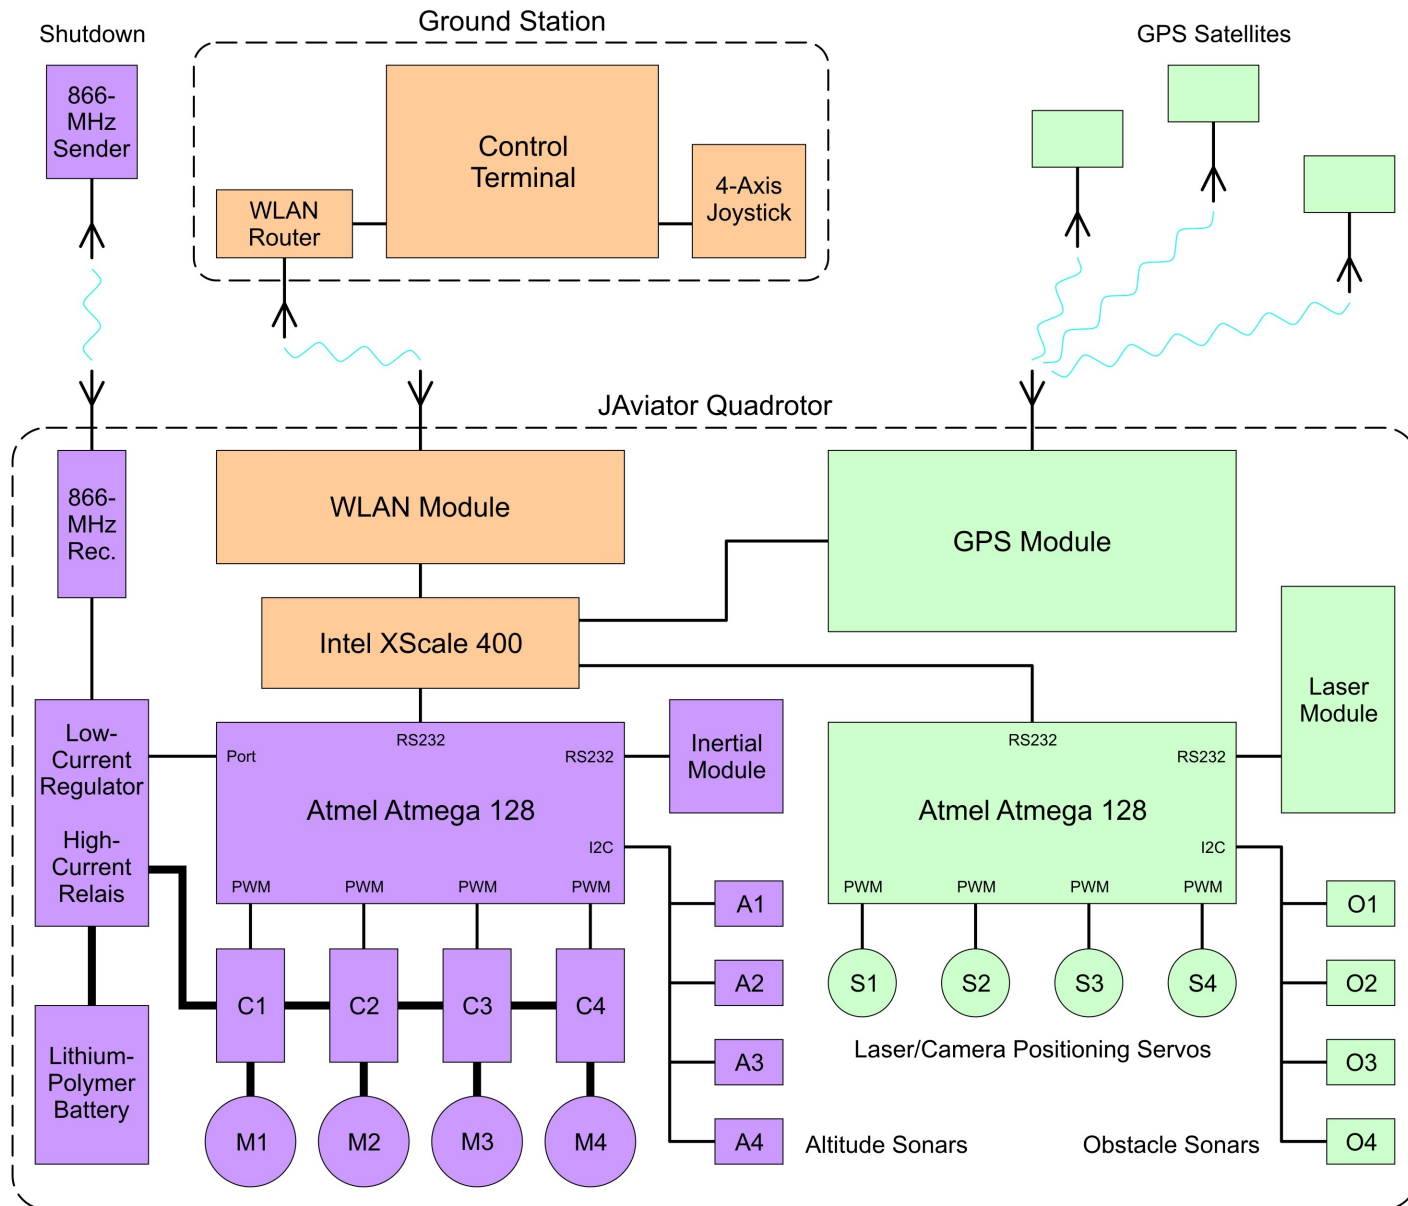 Ground Station
Shutdown
GPS Satellites
866-
MHz
Sender
Control
Terminal
4-Axis
Joystick
WLAN
Router
JAviator Quadrotor
866-
MHz
Rec.
WLAN Module
GPS Module
Intel XScale 400
Laser
Module
Low-
Current
Regulator
High-
Current
Relais
Port
RS232
RS232
Atmel Atmega 128
I2C
PWM
PWM
PWM
PWM
Inertial
Module
RS232
RS232
Atmel Atmega 128
I2C
PWM
PWM
PWM
PWM
A1
A2
A3
A4
Altitude Sonars
C1
C2
C3
C4
M1
M2
M3
M4
Lithium-
Polymer
Battery
S1
S2
S3
S4
Laser/Camera Positioning Servos
O1
O2
O3
O4
Obstacle Sonars